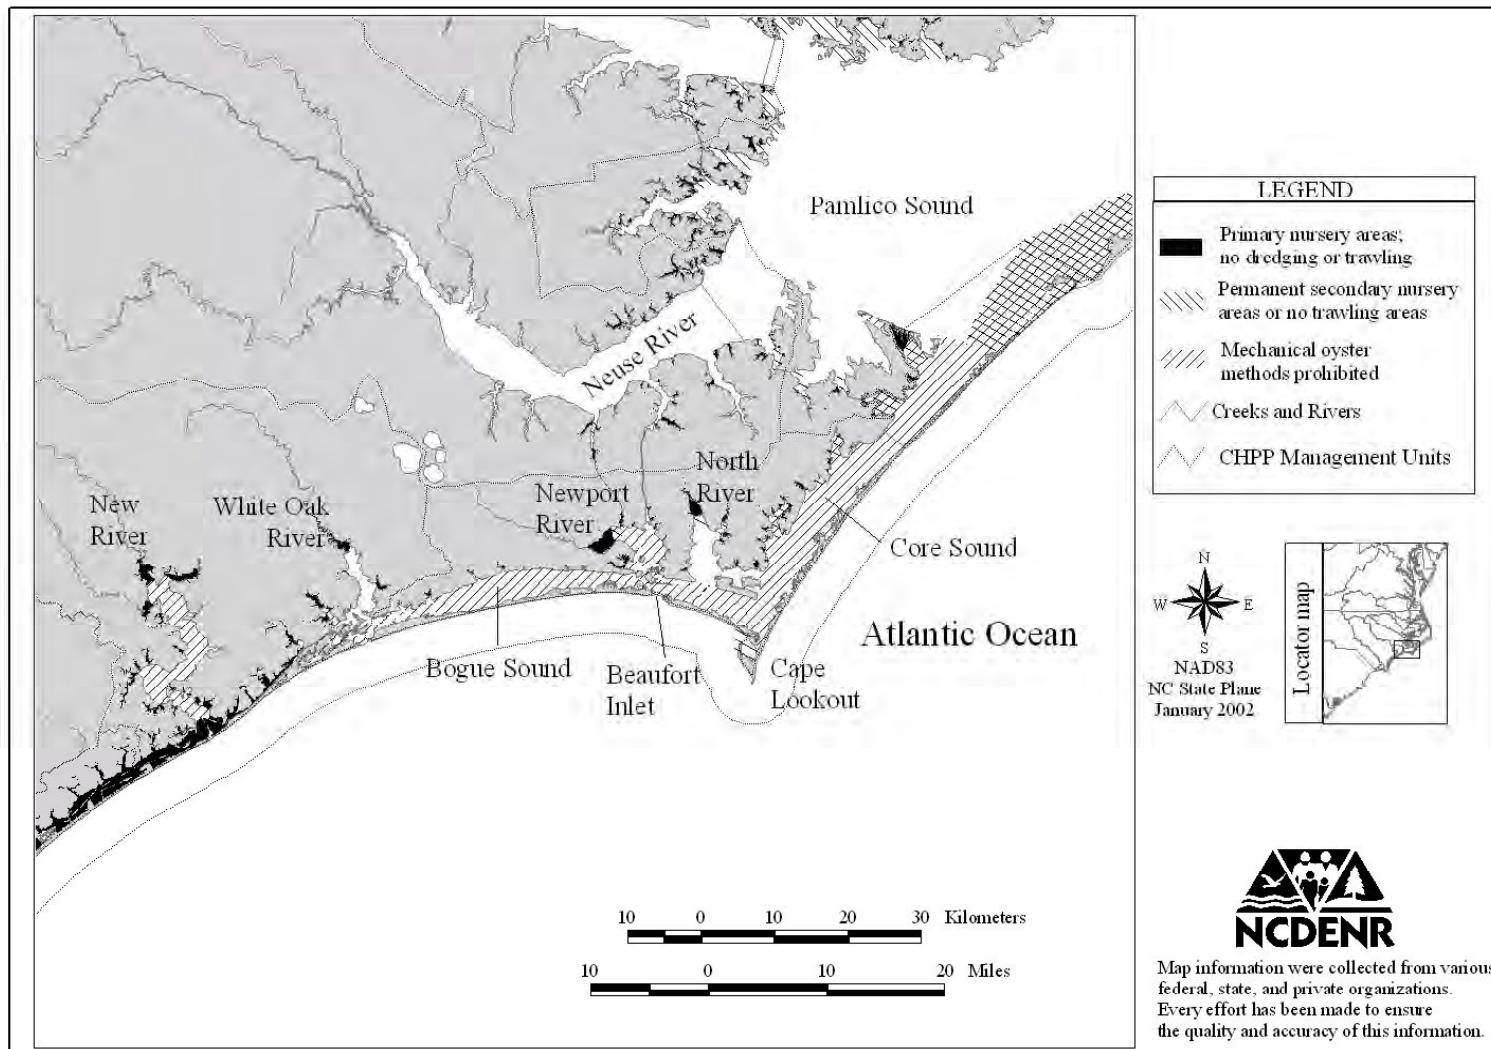 Pamlico Sound
Neuse River
New
River
White Oak
River
Newport
River
North
River
Core Sound
Bogue Sound
Beaufort
Inlet
Cape
Lookout
Atlantic Ocean
10 0 10 20 30 Kilometers
10 0 10 20 Miles
LEGEND
Primary nursery areas;
no dredging or trawling
Permanent secondary nursery
areas or no trawling areas
Mechanical oyster
methods prohibited
Creeks and Rivers
CHPP Management Units
N
W E
S
NAD83
NC State Plane
January 2002
Locator map
NCDENR
Map information were collected from various
federal, state, and private organizations.
Every effort has been made to ensure
the quality and accuracy of this information.